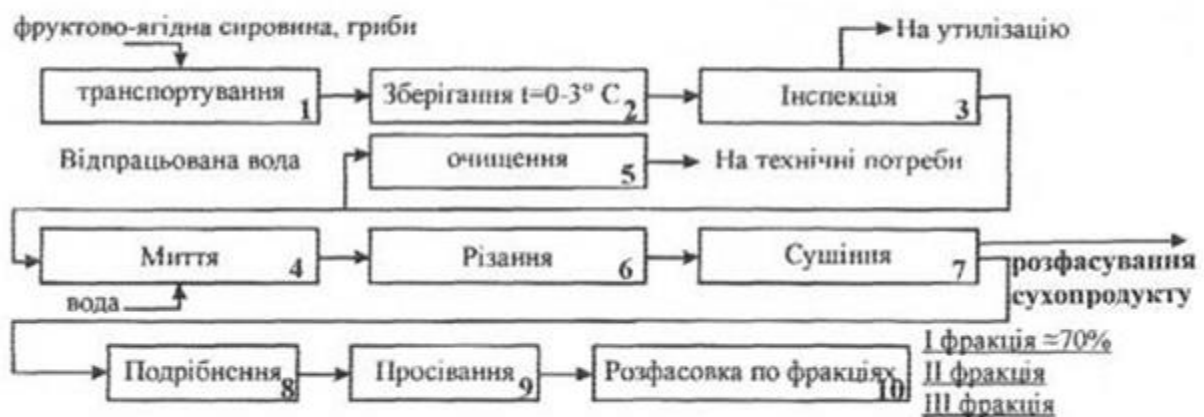 фруктово-ягідна сировина, гриби
На утилізацію
транспортування 1
Зберігання t=0-3° С 2
Інспекція 3
Відпрацьована вода
очищення 5
На технічні потреби
Миття 4
Різання 6
Сушіння 7
розфасування
сухопродукту
вода
Подрібнення 8
Просівання 9
Розфасовка по фракціях 10
І фракція ≈70%
ІІ фракція
ІІІ фракція